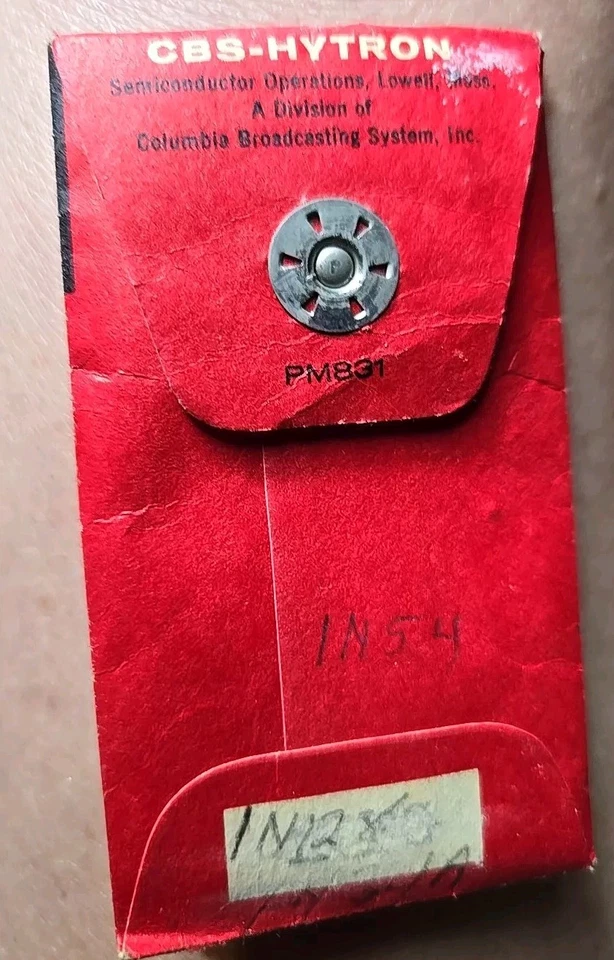 CBS-HYTRON
Semiconductor Operations, Lowell, Mass.
A Division of
Columbia Broadcasting System, Inc.
PM831
1N54